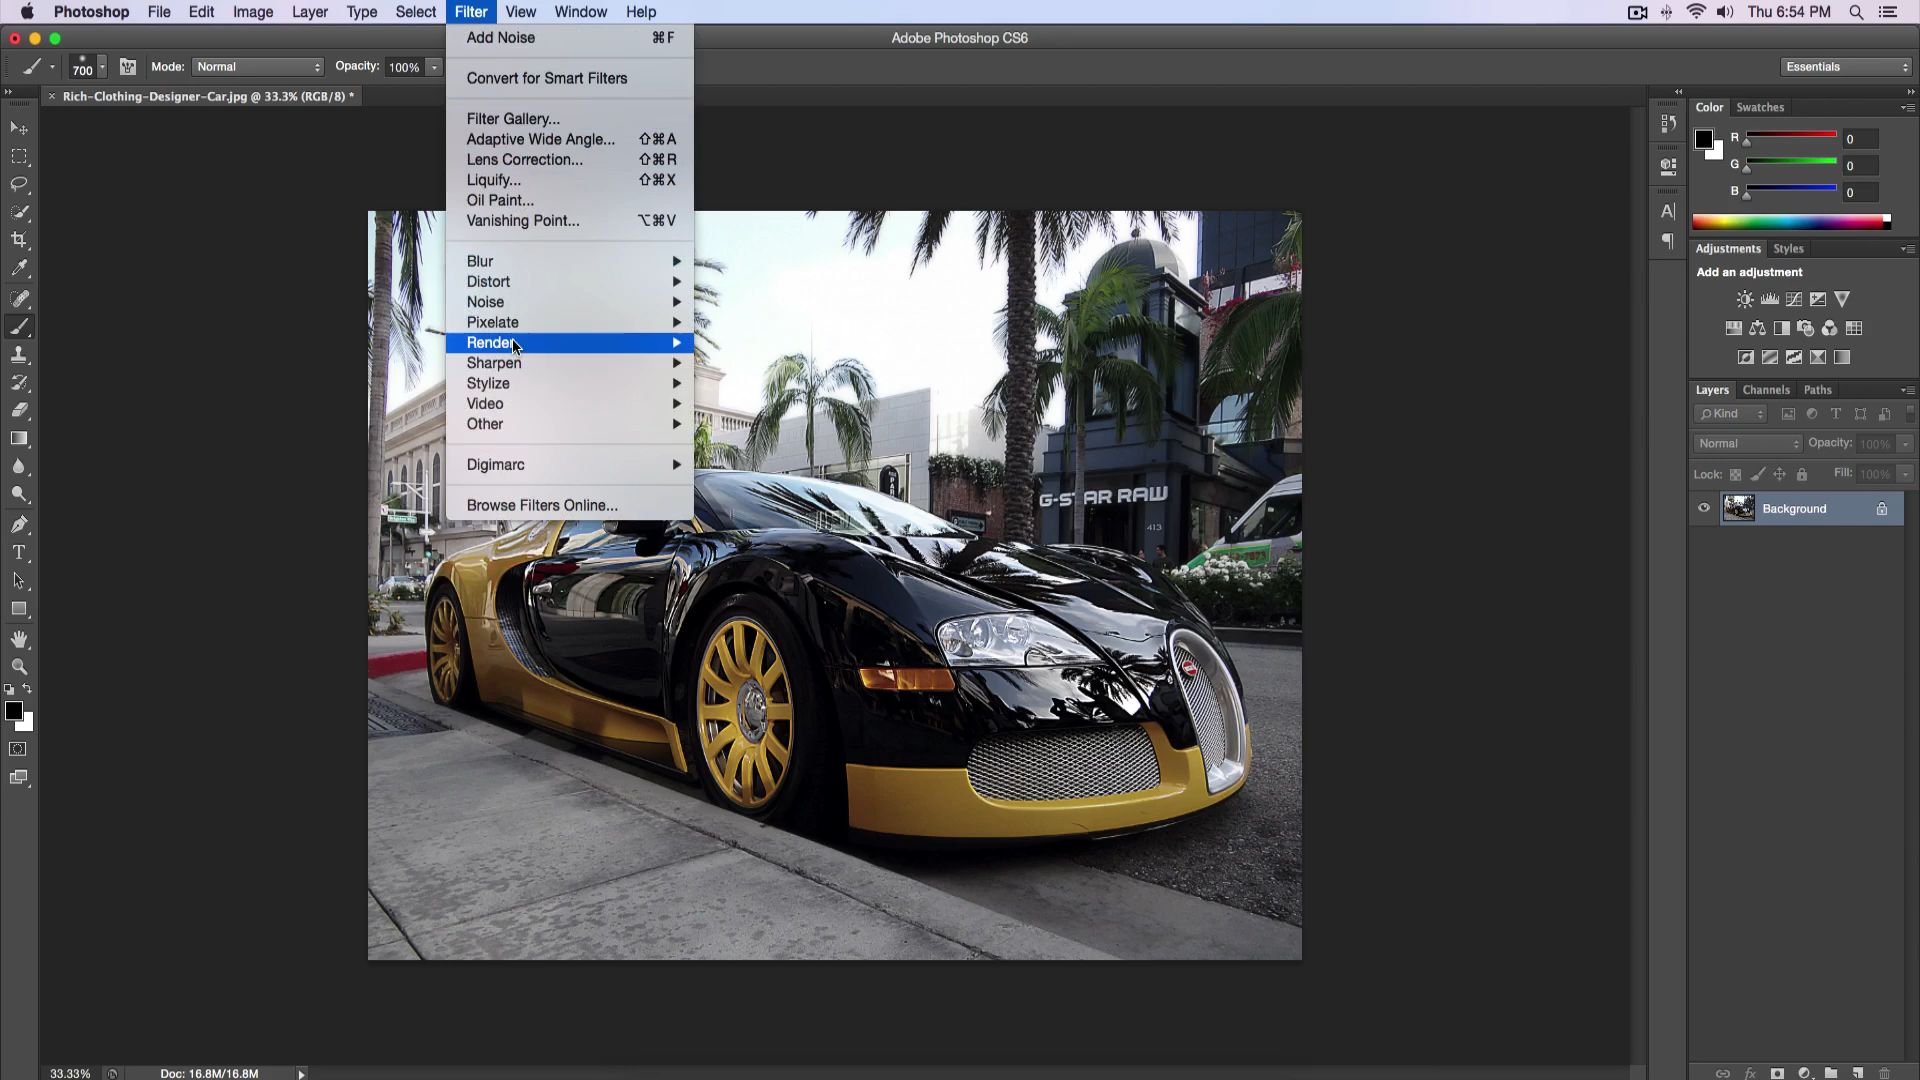 Photoshop File Edit Image Layer Type Select Filter View Window Help Thu 6:54 PM
Adobe Photoshop CS6
700 Mode: Normal Opacity: 100% Essentials
× Rich-Clothing-Designer-Car.jpg @ 33.3% (RGB/8) *
Add Noise ⌘F
Convert for Smart Filters
Filter Gallery...
Adaptive Wide Angle... ⇧⌘A
Lens Correction... ⇧⌘R
Liquify... ⇧⌘X
Oil Paint...
Vanishing Point... ⌥⌘V
Blur
Distort
Noise
Pixelate
Render
Sharpen
Stylize
Video
Other
Digimarc
Browse Filters Online...
G-STAR RAW
413
Color Swatches
R 0
G 0
B 0
Adjustments Styles
Add an adjustment
Layers Channels Paths
Kind
Normal Opacity: 100%
Lock: Fill: 100%
Background
33.33% Doc: 16.8M/16.8M